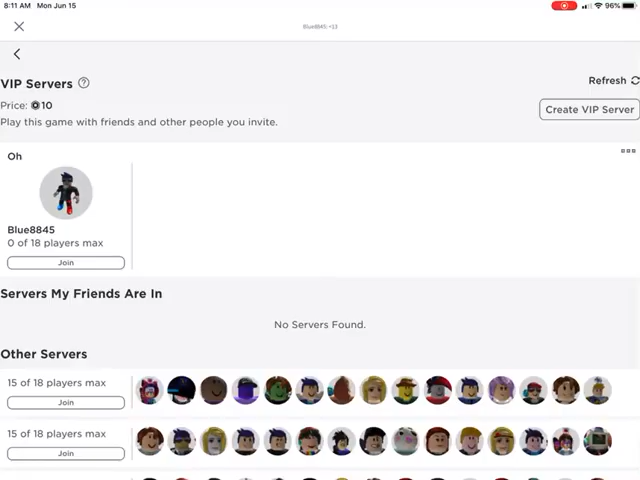 8:11 AM Mon Jun 15
96%
Blue8845: <13
VIP Servers ?
Refresh
Price: 10
Create VIP Server
Play this game with friends and other people you invite.
Oh
Blue8845
0 of 18 players max
Join
Servers My Friends Are In
No Servers Found.
Other Servers
15 of 18 players max
Join
15 of 18 players max
Join